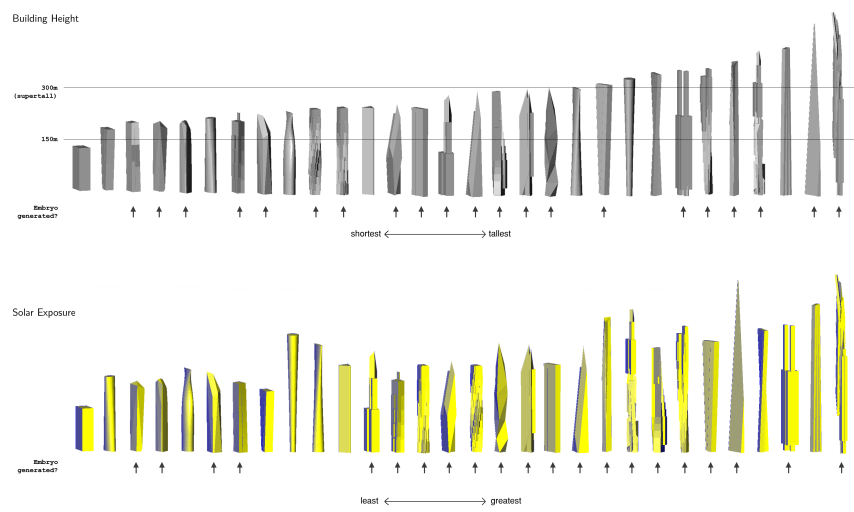 Building Height
300m
(supertall)
150m
Embryo
generated?
shortest
tallest
Solar Exposure
Embryo
generated?
least
greatest